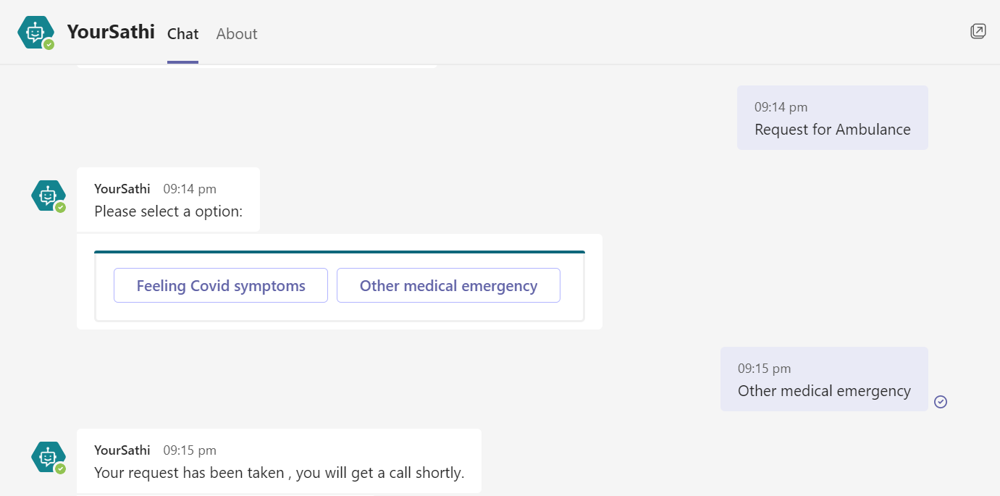 YourSathi Chat About
09:14 pm
Request for Ambulance
YourSathi 09:14 pm
Please select a option:
Feeling Covid symptoms Other medical emergency
09:15 pm
Other medical emergency
YourSathi 09:15 pm
Your request has been taken , you will get a call shortly.